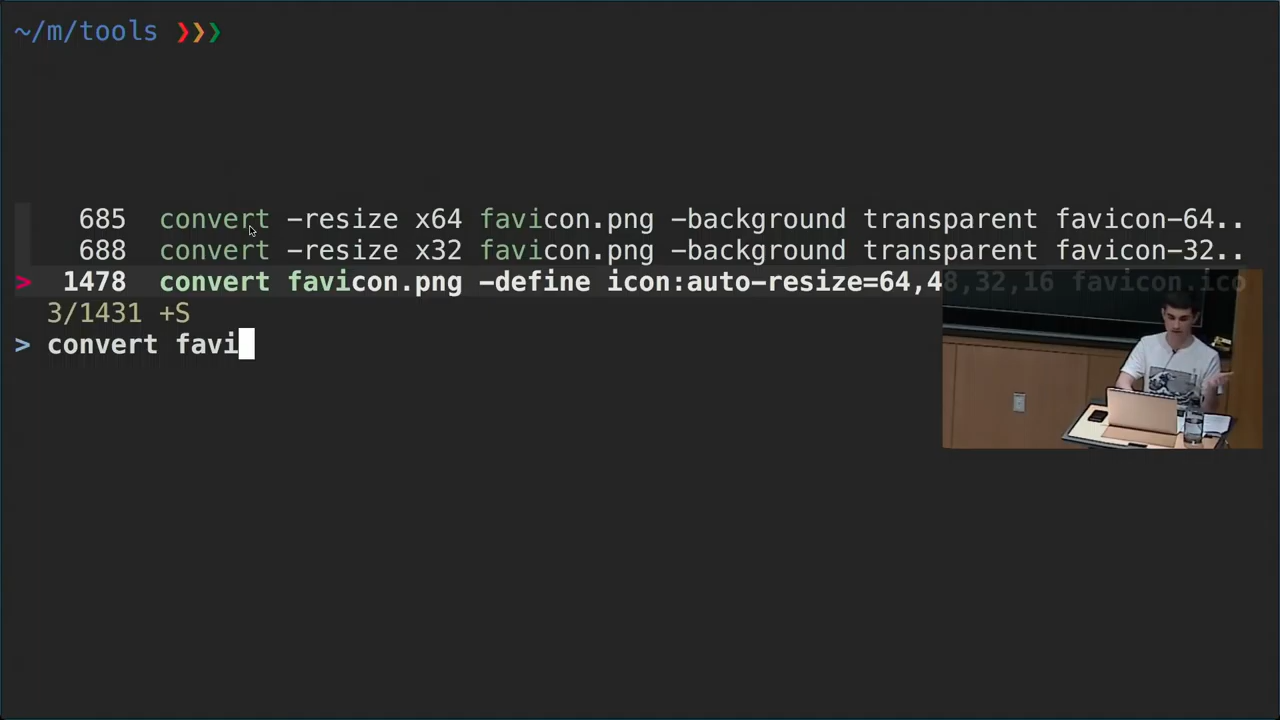 ~/m/tools ❯❯❯
685 convert -resize x64 favicon.png -background transparent favicon-64..
688 convert -resize x32 favicon.png -background transparent favicon-32..
> 1478 convert favicon.png -define icon:auto-resize=64,48,32,16 favicon.ico
3/1431 +S
> convert favi